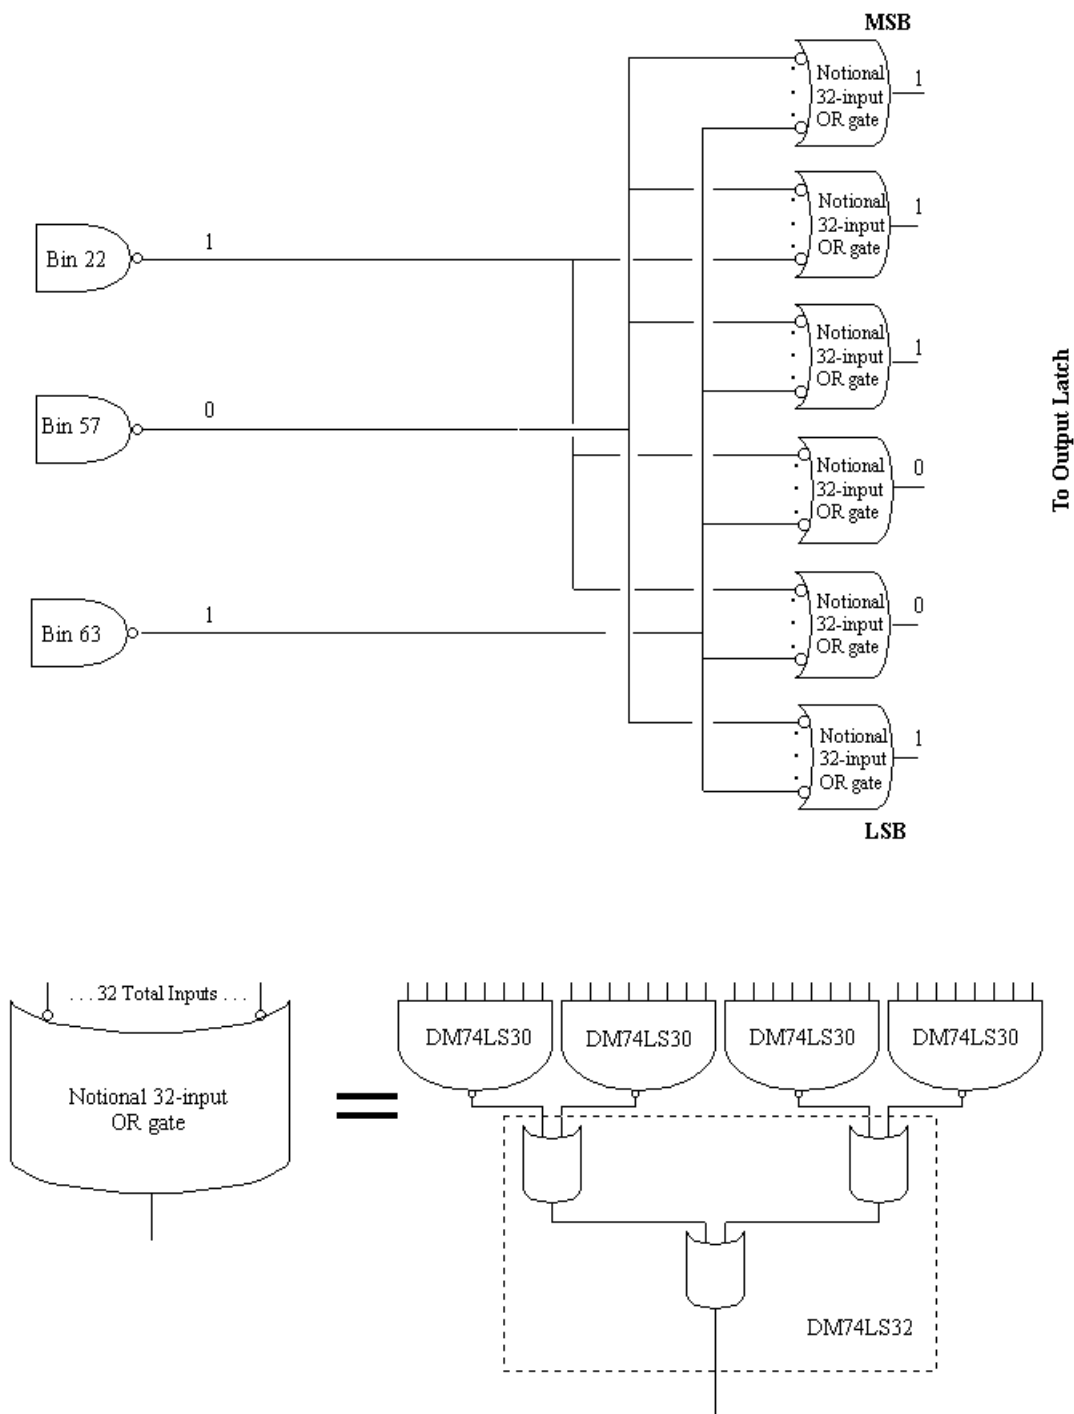 MSB
Notional
32-input
OR gate
1
Notional
32-input
OR gate
1
Bin 22
1
Notional
32-input
OR gate
1
To Output Latch
Bin 57
0
Notional
32-input
OR gate
0
Notional
32-input
OR gate
0
Bin 63
1
Notional
32-input
OR gate
1
LSB
. . . 32 Total Inputs . . .
Notional 32-input
OR gate
=
DM74LS30
DM74LS30
DM74LS30
DM74LS30
DM74LS32